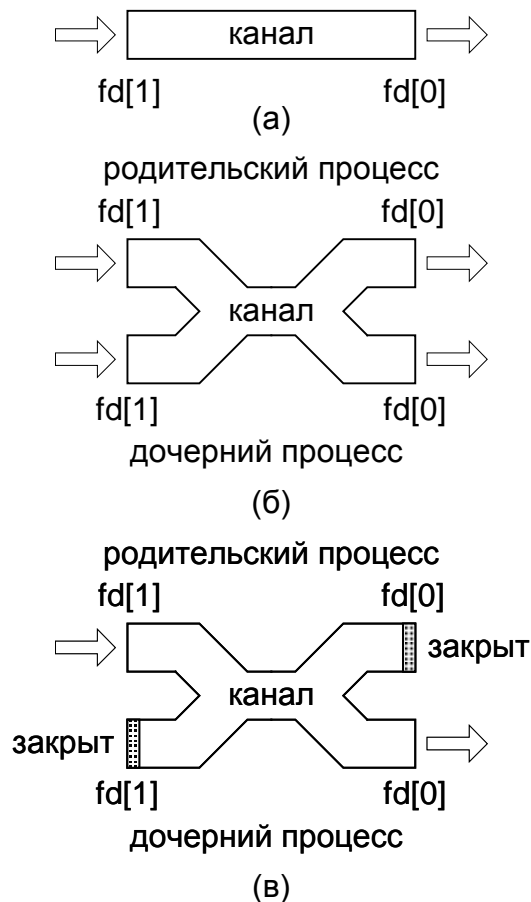 канал
fd[1] fd[0]
(а)
родительский процесс
fd[1] fd[0]
канал
fd[1] fd[0]
дочерний процесс
(б)
родительский процесс
fd[1] fd[0]
закрыт
канал
закрыт
fd[1] fd[0]
дочерний процесс
(в)